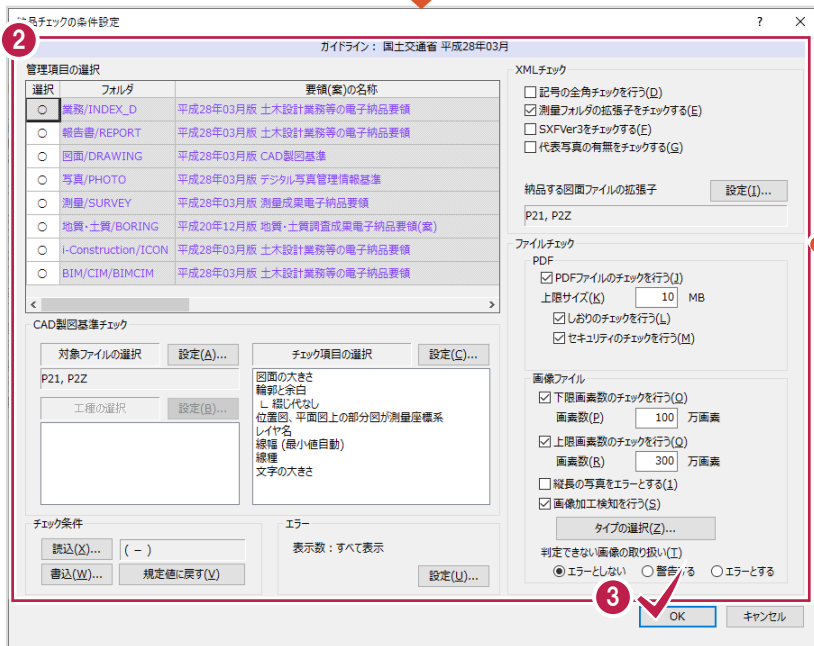 品チェックの条件設定
?
2
ガイドライン： 国土交通省 平成28年03月
管理項目の選択
選択 フォルダ 要領(案)の名称
○ 業務/INDEX_D 平成28年03月版 土木設計業務等の電子納品要領
○ 報告書/REPORT 平成28年03月版 土木設計業務等の電子納品要領
○ 図面/DRAWING 平成28年03月版 CAD製図基準
○ 写真/PHOTO 平成28年03月版 デジタル写真管理情報基準
○ 測量/SURVEY 平成28年03月版 測量成果電子納品要領
○ 地質・土質/BORING 平成20年12月版 地質・土質調査成果電子納品要領(案)
○ i-Construction/ICON 平成28年03月版 土木設計業務等の電子納品要領
○ BIM/CIM/BIMCIM 平成28年03月版 土木設計業務等の電子納品要領
CAD製図基準チェック
対象ファイルの選択 設定(A)...
P21, P2Z
工種の選択 設定(B)...
チェック項目の選択 設定(C)...
図面の大きさ
輪郭と余白
∟ 綴じ代なし
位置図、平面図上の部分図が測量座標系
レイヤ名
線幅 (最小値自動)
線種
文字の大きさ
チェック条件
読込(X)... ( − )
書込(W)... 規定値に戻す(V)
エラー
表示数：すべて表示
設定(U)...
XMLチェック
記号の全角チェックを行う(D)
測量フォルダの拡張子をチェックする(E)
SXFVer3をチェックする(F)
代表写真の有無をチェックする(G)
納品する図面ファイルの拡張子 設定(I)...
P21, P2Z
ファイルチェック
PDF
PDFファイルのチェックを行う(J)
上限サイズ(K) 10 MB
しおりのチェックを行う(L)
セキュリティのチェックを行う(M)
画像ファイル
下限画素数のチェックを行う(O)
画素数(P) 100 万画素
上限画素数のチェックを行う(Q)
画素数(R) 300 万画素
縦長の写真をエラーとする(1)
画像加工検知を行う(S)
タイプの選択(Z)...
判定できない画像の取り扱い(T)
エラーとしない 警告する エラーとする
3
OK キャンセル